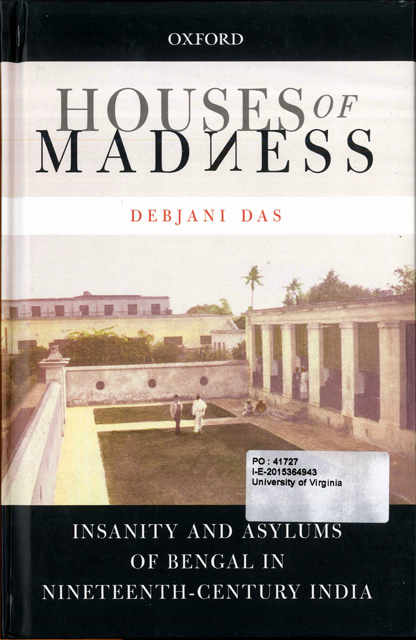 OXFORD
HOUSES OF
MADИESS
DEBJANI DAS
PO : 41727
I-E-2015364943
University of Virginia
INSANITY AND ASYLUMS
OF BENGAL IN
NINETEENTH-CENTURY INDIA